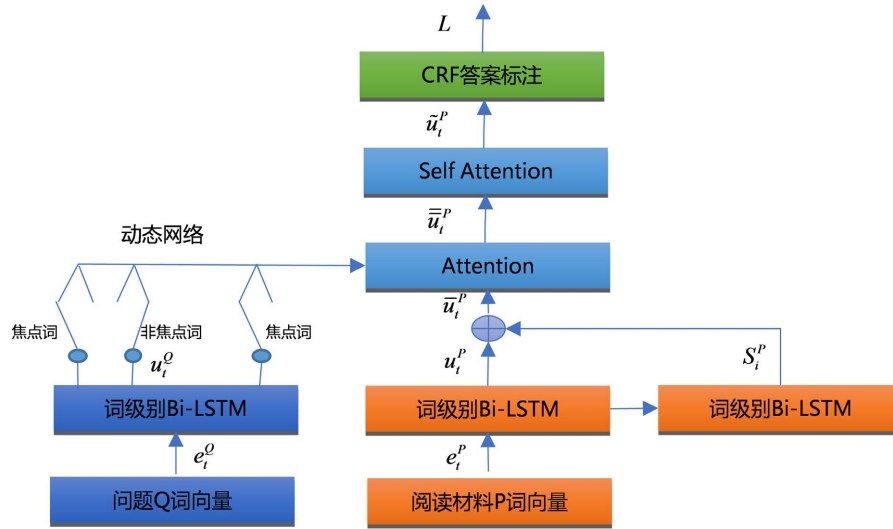 L
CRF答案标注
ũ_t^P
Self Attention
u̿_t^P
动态网络
Attention
ū_t^P
焦点词
非焦点词
焦点词
u_t^Q
u_t^P
S_i^P
词级别Bi-LSTM
词级别Bi-LSTM
词级别Bi-LSTM
e_t^Q
e_t^P
问题Q词向量
阅读材料P词向量